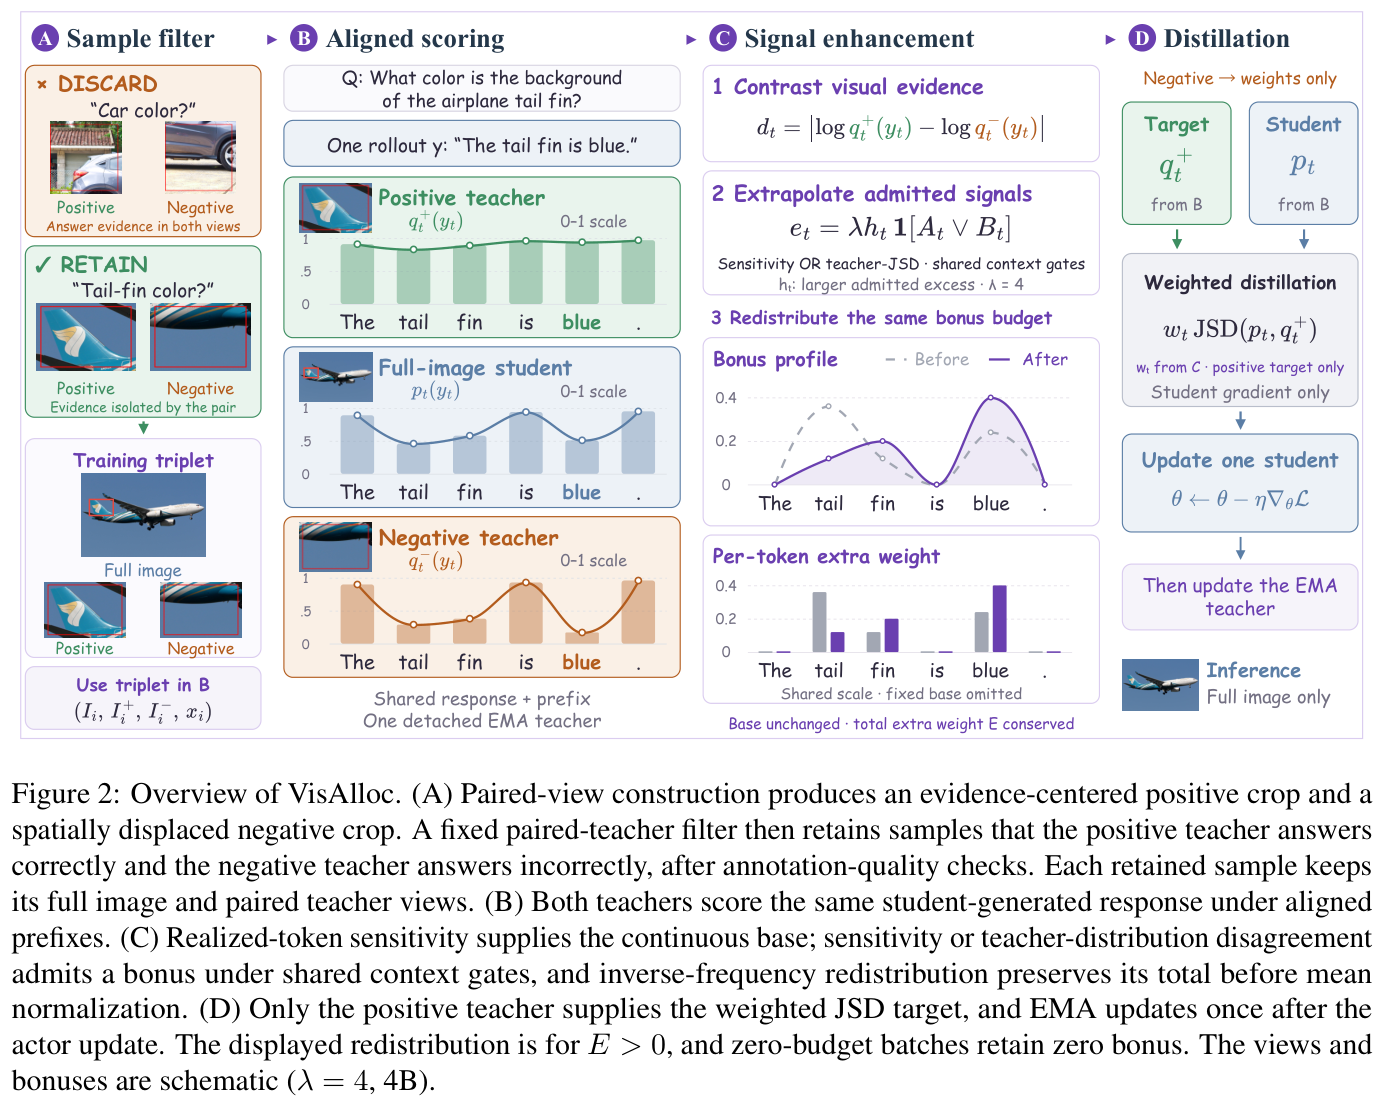 A Sample filter
× DISCARD
“Car color?”
Positive
Negative
Answer evidence in both views
✓ RETAIN
“Tail-fin color?”
Positive
Negative
Evidence isolated by the pair
Training triplet
Full image
Positive
Negative
Use triplet in B
(I_i, I_i^+, I_i^-, x_i)
B Aligned scoring
Q: What color is the background
of the airplane tail fin?
One rollout y: “The tail fin is blue.”
Positive teacher
q_t^+(y_t)
0–1 scale
1
.5
0
The tail fin is blue .
Full-image student
p_t(y_t)
0–1 scale
1
.5
0
The tail fin is blue .
Negative teacher
q_t^-(y_t)
0–1 scale
1
.5
0
The tail fin is blue .
Shared response + prefix
One detached EMA teacher
C Signal enhancement
1 Contrast visual evidence
d_t = |log q_t^+(y_t) − log q_t^-(y_t)|
2 Extrapolate admitted signals
e_t = λh_t 1[A_t ∨ B_t]
Sensitivity OR teacher-JSD · shared context gates
h_t: larger admitted excess · λ = 4
3 Redistribute the same bonus budget
Bonus profile
Before
After
0.4
0.2
0
The tail fin is blue .
Per-token extra weight
0.4
0.2
0
The tail fin is blue .
Shared scale · fixed base omitted
Base unchanged · total extra weight E conserved
D Distillation
Negative → weights only
Target
q_t^+
from B
Student
p_t
from B
Weighted distillation
w_t JSD(p_t, q_t^+)
w_t from C · positive target only
Student gradient only
Update one student
θ ← θ − η∇_θ𝓛
Then update the EMA
teacher
Inference
Full image only
Figure 2: Overview of VisAlloc. (A) Paired-view construction produces an evidence-centered positive crop and a
spatially displaced negative crop. A fixed paired-teacher filter then retains samples that the positive teacher answers
correctly and the negative teacher answers incorrectly, after annotation-quality checks. Each retained sample keeps
its full image and paired teacher views. (B) Both teachers score the same student-generated response under aligned
prefixes. (C) Realized-token sensitivity supplies the continuous base; sensitivity or teacher-distribution disagreement
admits a bonus under shared context gates, and inverse-frequency redistribution preserves its total before mean
normalization. (D) Only the positive teacher supplies the weighted JSD target, and EMA updates once after the
actor update. The displayed redistribution is for E > 0, and zero-budget batches retain zero bonus. The views and
bonuses are schematic (λ = 4, 4B).